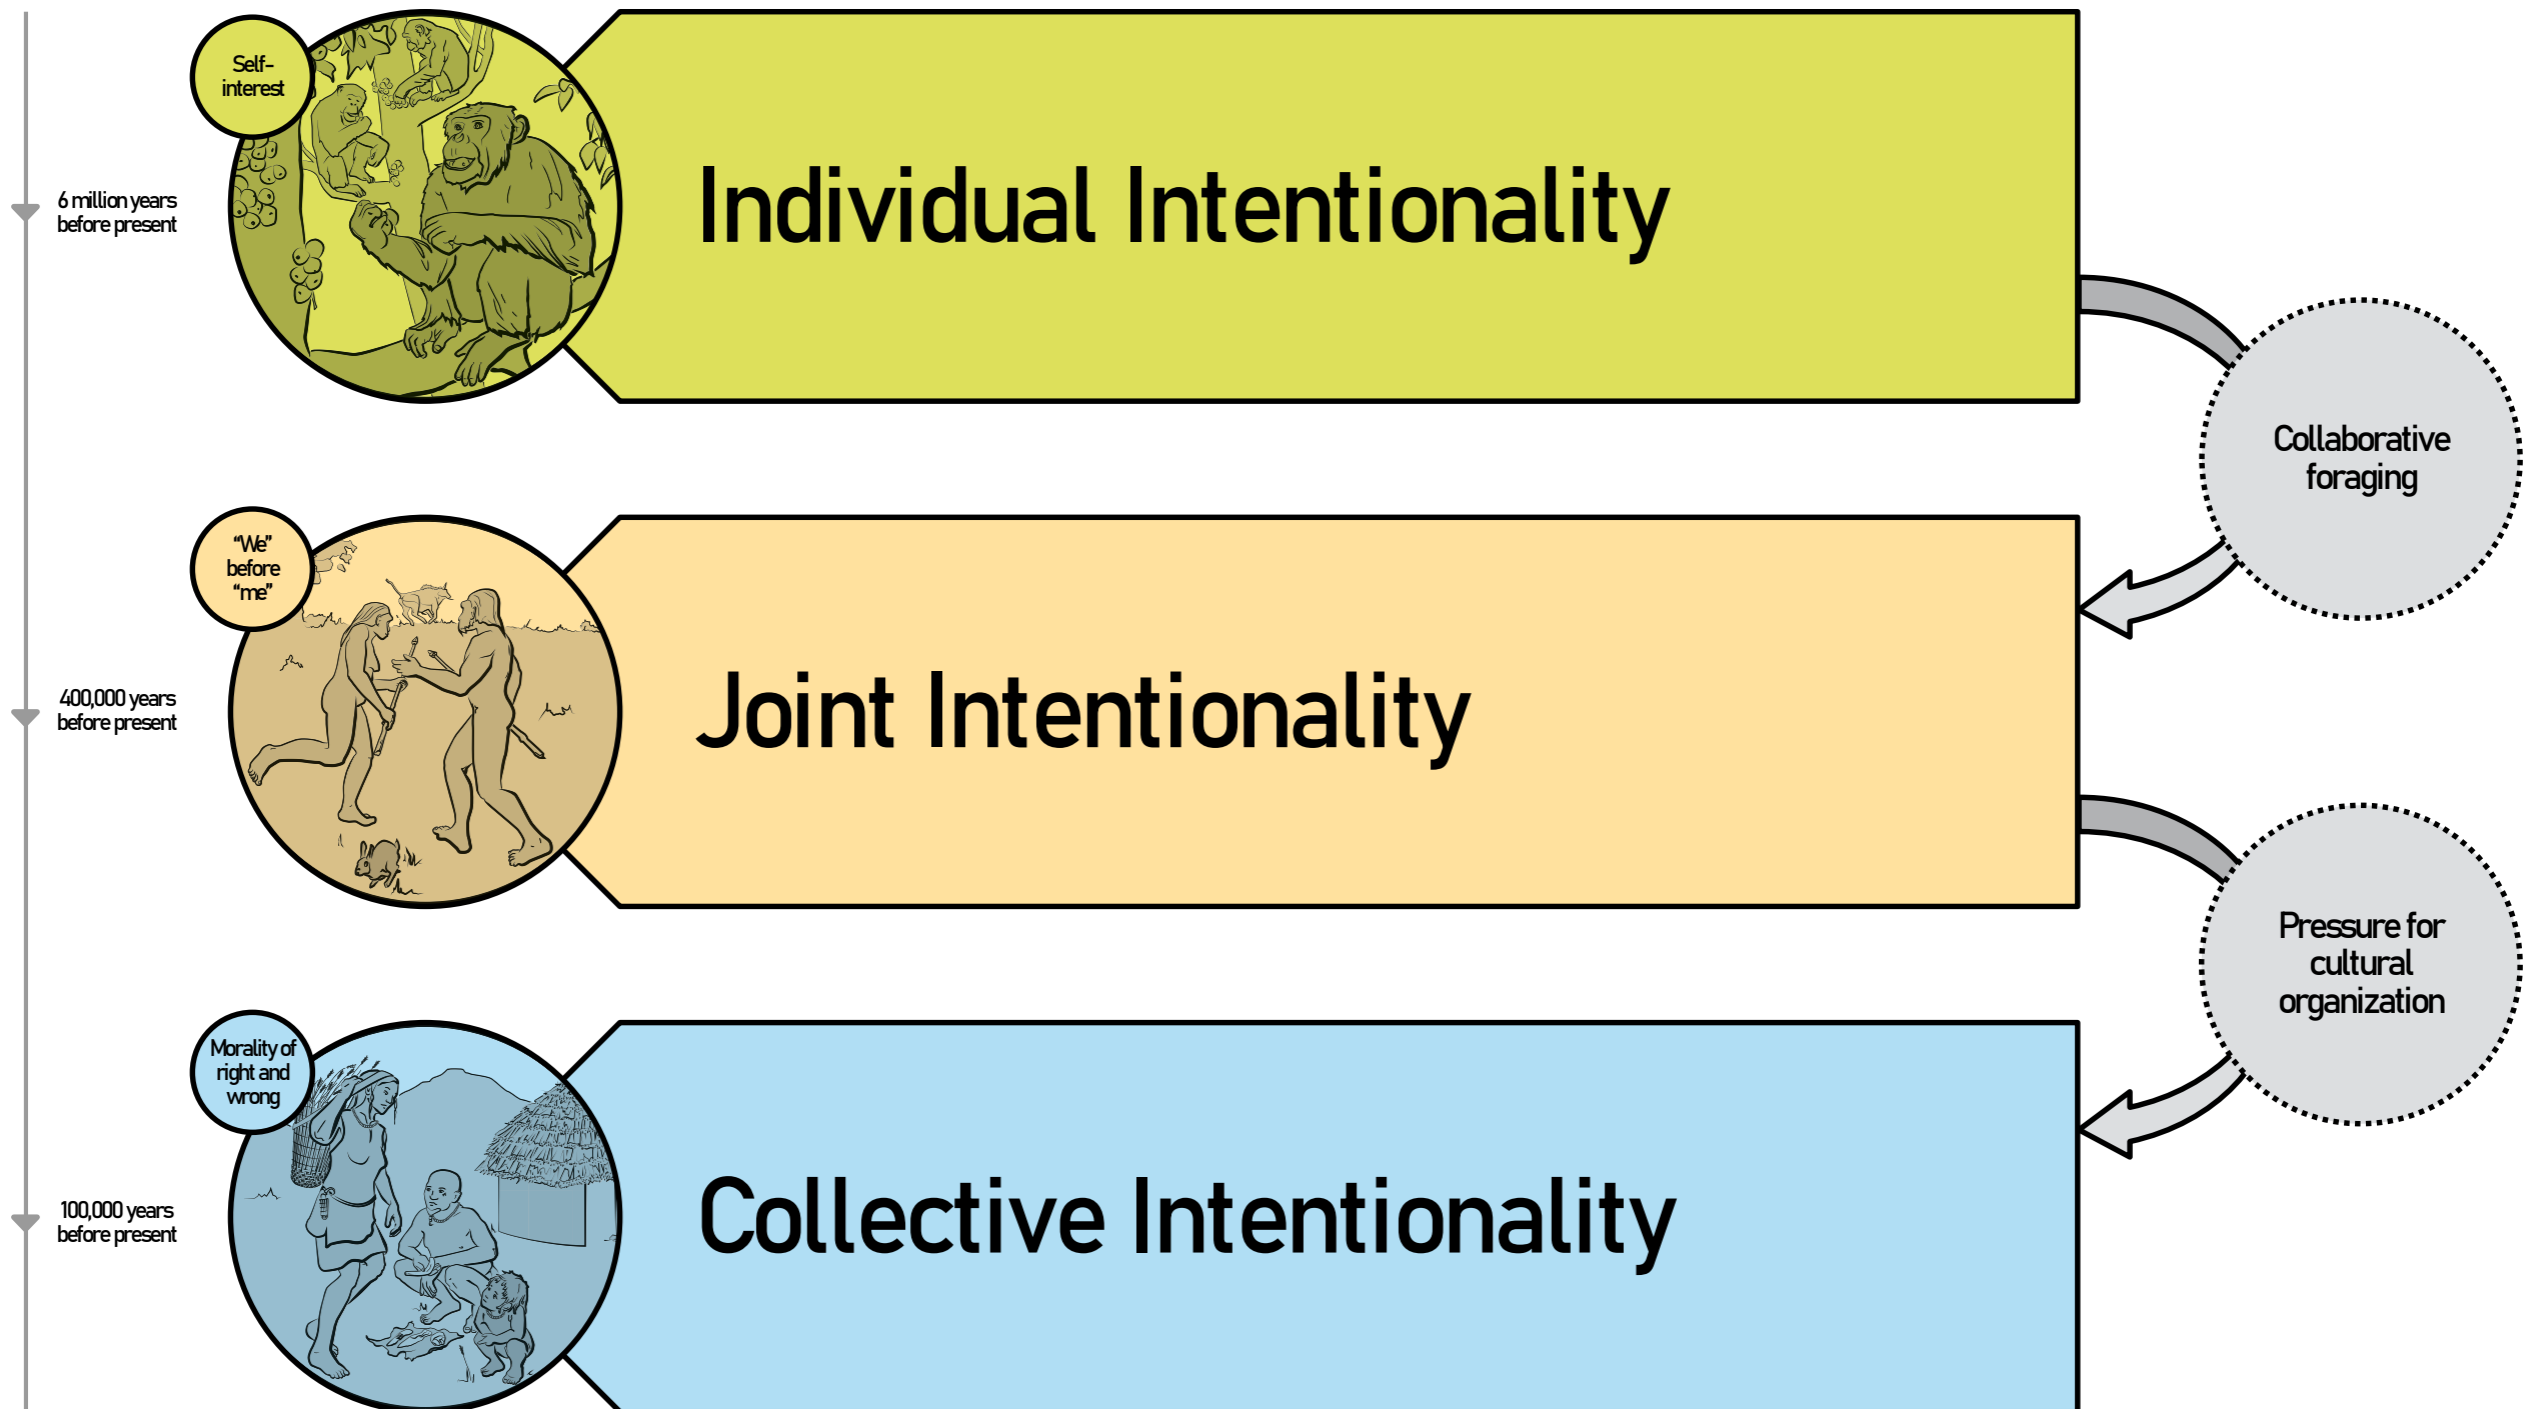 Self-
interest
6 million years
before present
Individual Intentionality
Collaborative
foraging
“We”
before
“me”
400,000 years
before present
Joint Intentionality
Pressure for
cultural
organization
Morality of
right and
wrong
100,000 years
before present
Collective Intentionality